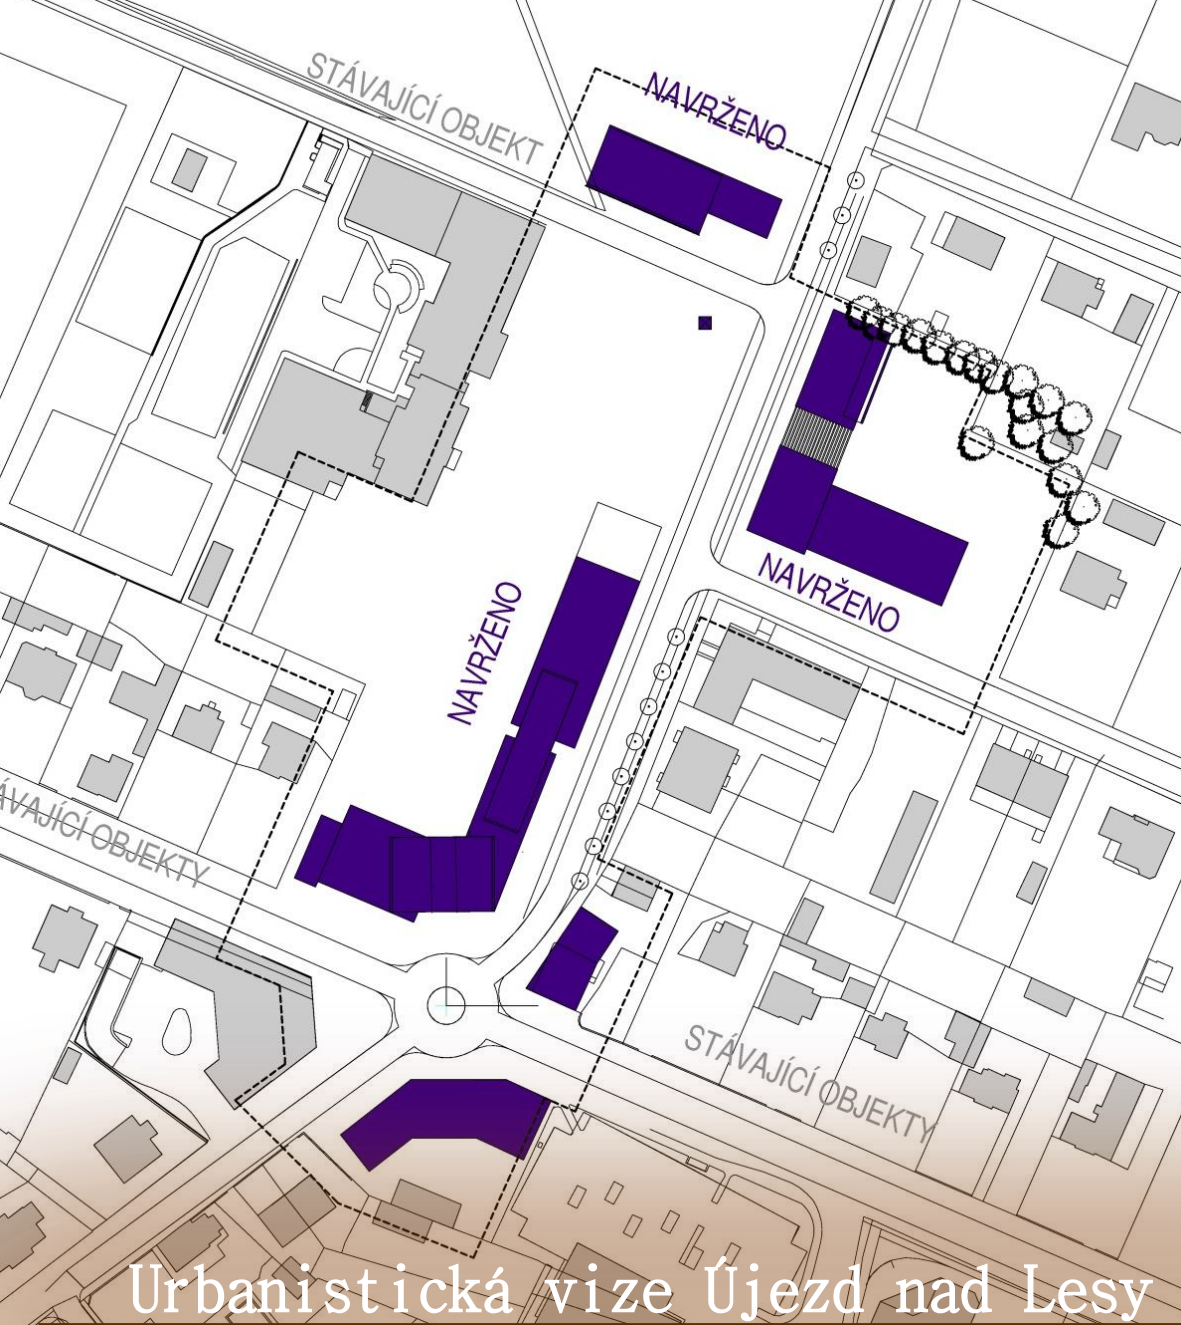 STÁVAJÍCÍ OBJEKT
NAVRŽENO
NAVRŽENO
NAVRŽENO
ÁVAJÍCÍ OBJEKTY
STÁVAJÍCÍ OBJEKTY
Urbanistická vize Újezd nad Lesy